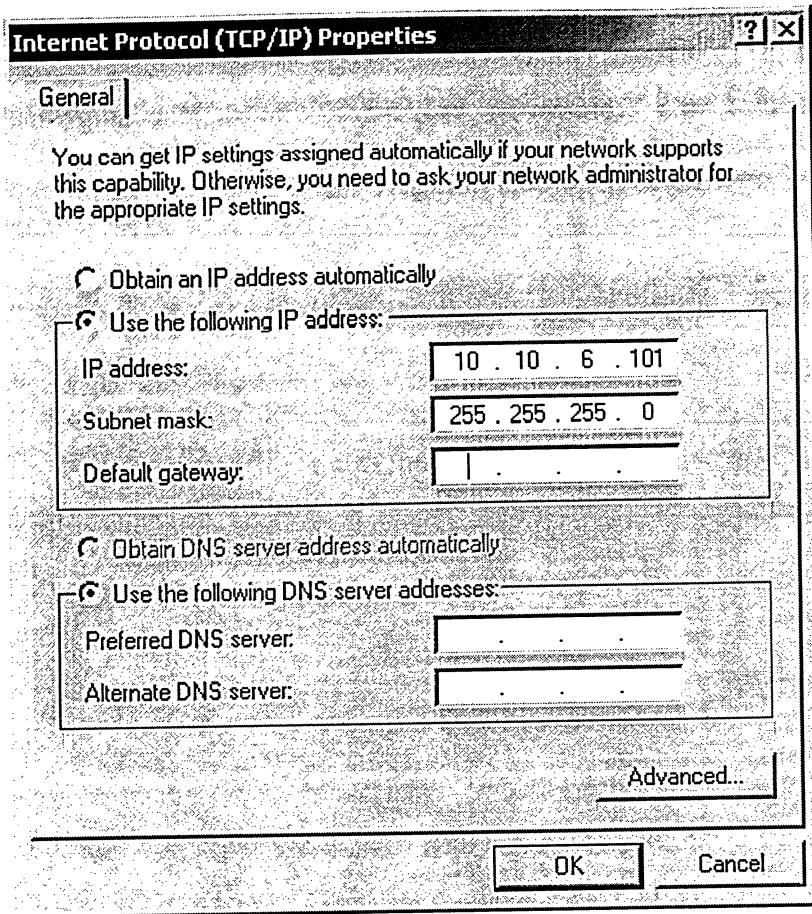 Internet Protocol (TCP/IP) Properties ? X
General
You can get IP settings assigned automatically if your network supports
this capability. Otherwise, you need to ask your network administrator for
the appropriate IP settings.
Obtain an IP address automatically
Use the following IP address:
IP address: 10 . 10 . 6 . 101
Subnet mask: 255 . 255 . 255 . 0
Default gateway: . . .
Obtain DNS server address automatically
Use the following DNS server addresses:
Preferred DNS server: . . .
Alternate DNS server: . . .
Advanced...
OK Cancel